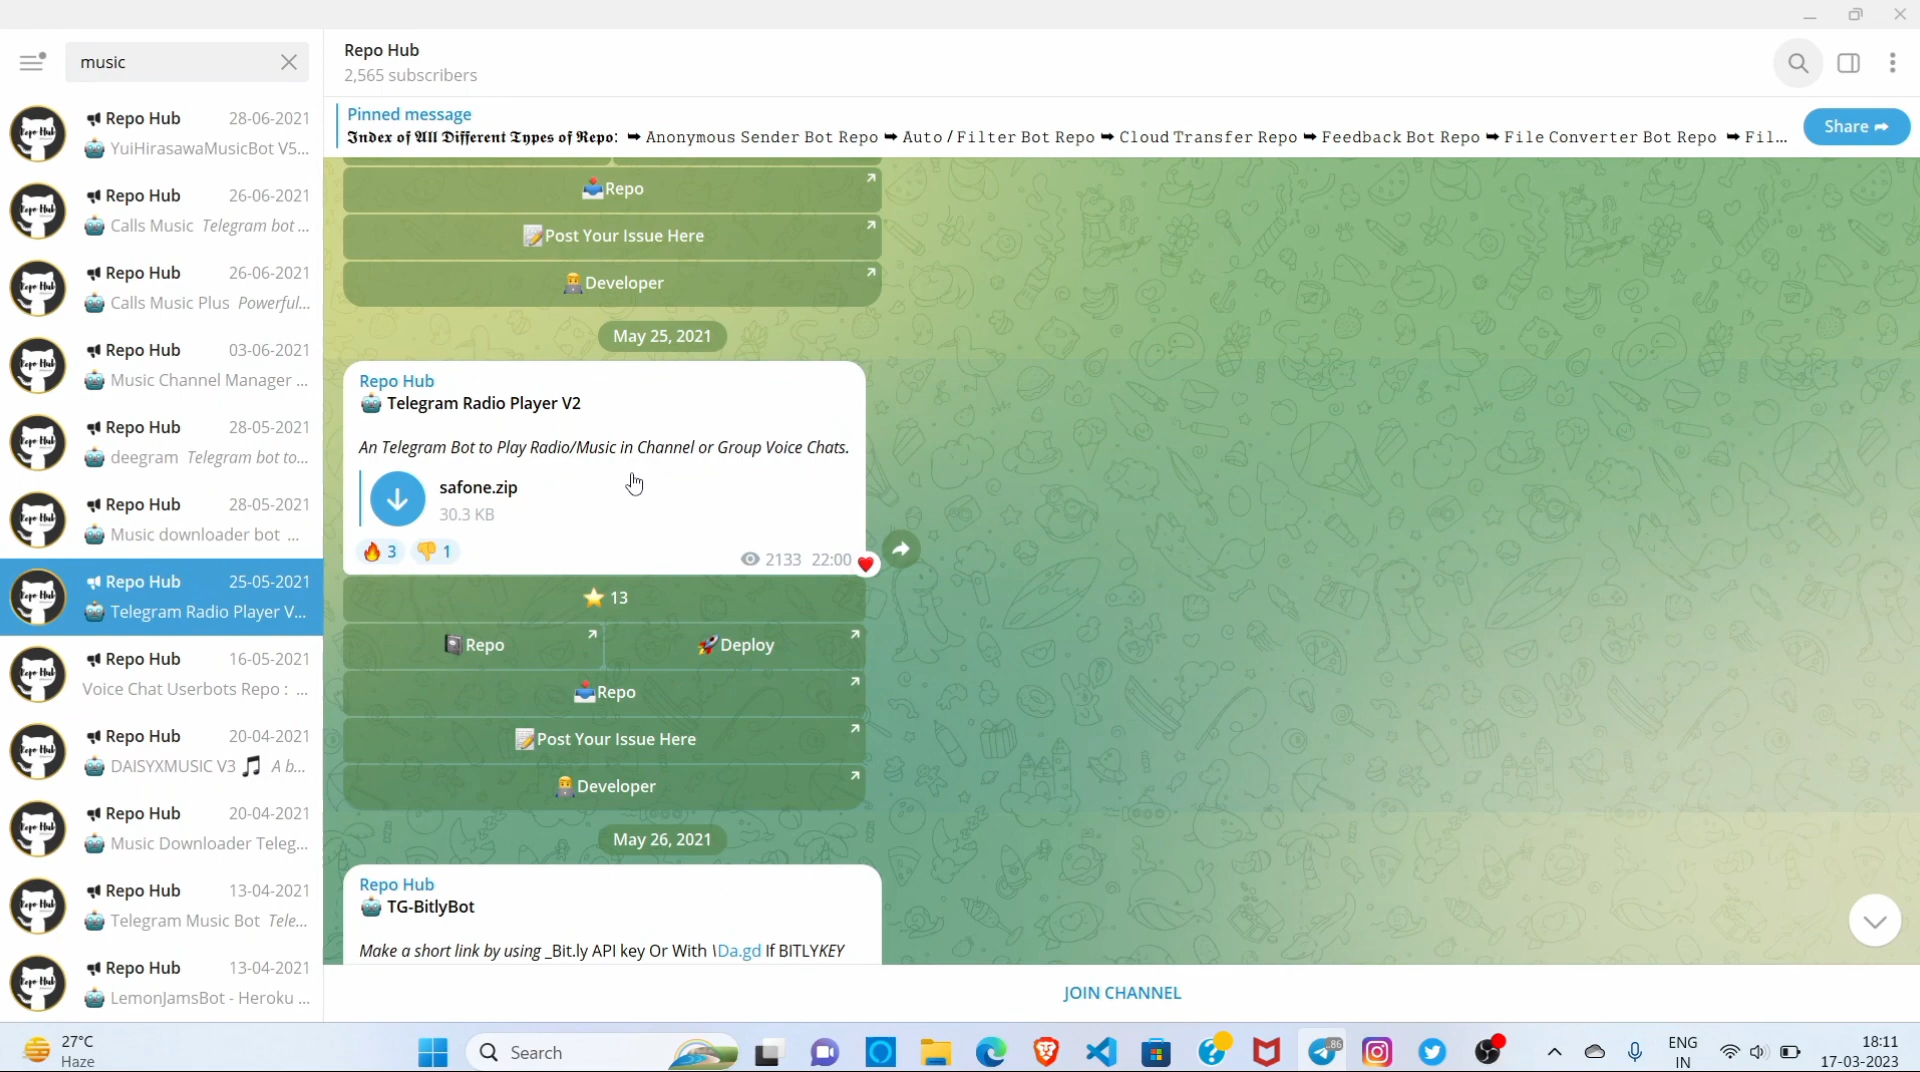 music
Repo Hub 28-06-2021
YuiHirasawaMusicBot V5...
Repo Hub 26-06-2021
Calls Music Telegram bot ...
Repo Hub 26-06-2021
Calls Music Plus Powerful...
Repo Hub 03-06-2021
Music Channel Manager ...
Repo Hub 28-05-2021
deegram Telegram bot to...
Repo Hub 28-05-2021
Music downloader bot ...
Repo Hub 25-05-2021
Telegram Radio Player V...
Repo Hub 16-05-2021
Voice Chat Userbots Repo : ...
Repo Hub 20-04-2021
DAISYXMUSIC V3 🎵 A b...
Repo Hub 20-04-2021
Music Downloader Teleg...
Repo Hub 13-04-2021
Telegram Music Bot Tele...
Repo Hub 13-04-2021
LemonJamsBot - Heroku ...
Repo Hub
2,565 subscribers
Pinned message
Index of All Different Types of Repo: ➡ Anonymous Sender Bot Repo ➡ Auto/Filter Bot Repo ➡ Cloud Transfer Repo ➡ Feedback Bot Repo ➡ File Converter Bot Repo ➡ Fil...
Share ➡
Repo
Post Your Issue Here
Developer
May 25, 2021
Repo Hub
Telegram Radio Player V2
An Telegram Bot to Play Radio/Music in Channel or Group Voice Chats.
safone.zip
30.3 KB
3 1 2133 22:00
13
Repo Deploy
Repo
Post Your Issue Here
Developer
May 26, 2021
Repo Hub
TG-BitlyBot
Make a short link by using _Bit.ly API key Or With \Da.gd If BITLYKEY
JOIN CHANNEL
27°C
Haze
Search
86
ENG
IN
18:11
17-03-2023